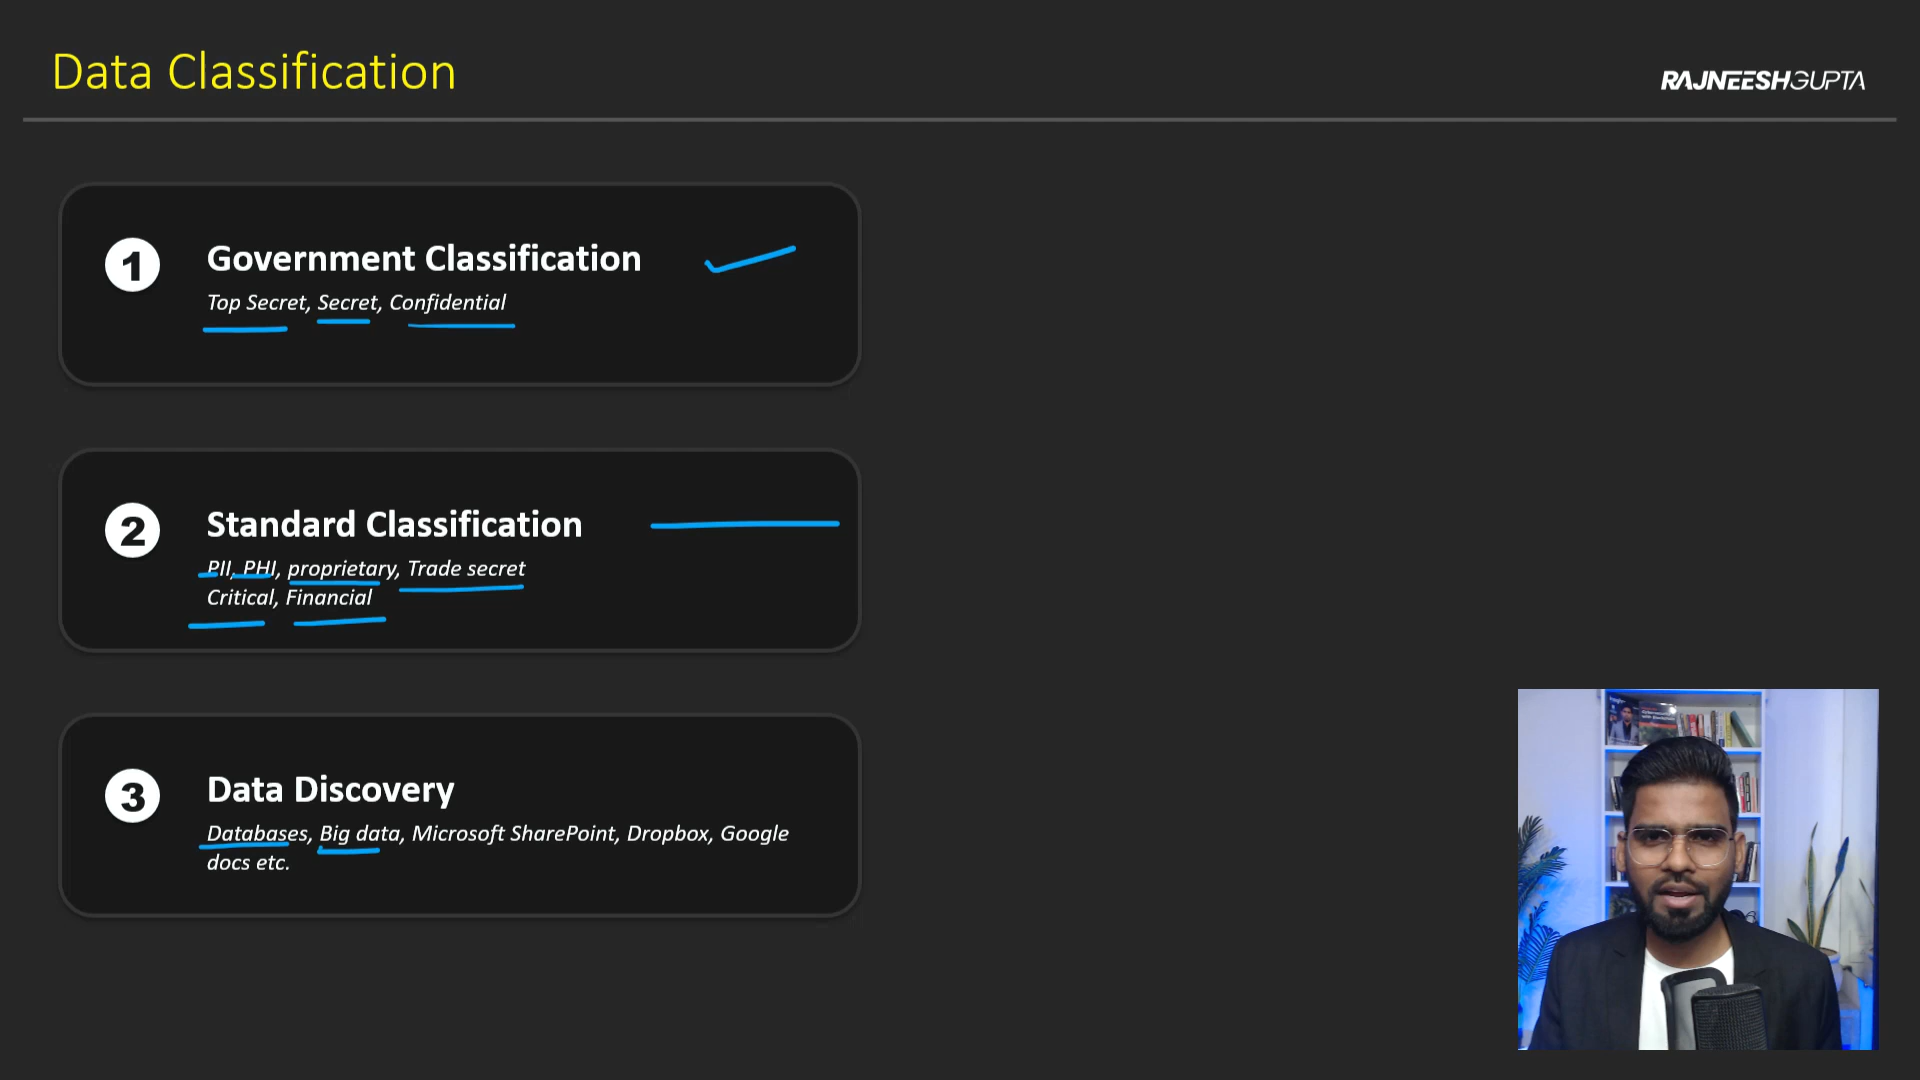 Data Classification
RAJNEESHGUPTA
1
Government Classification
Top Secret, Secret, Confidential
2
Standard Classification
PII, PHI, proprietary, Trade secret
Critical, Financial
3
Data Discovery
Databases, Big data, Microsoft SharePoint, Dropbox, Google
docs etc.